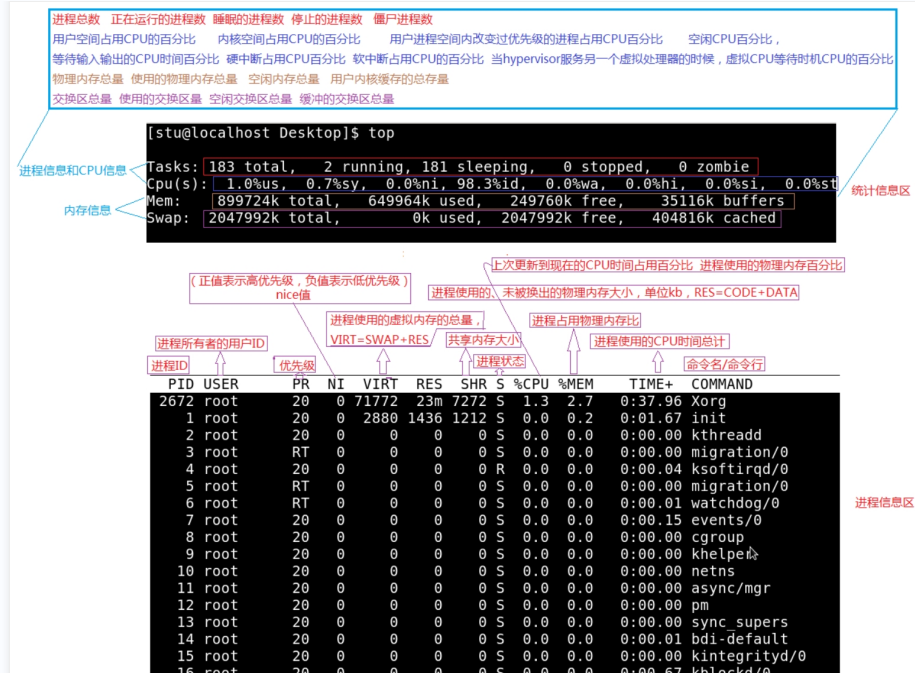 进程总数 正在运行的进程数 睡眠的进程数 停止的进程数 僵尸进程数
用户空间占用CPU的百分比 内核空间占用CPU的百分比 用户进程空间内改变过优先级的进程占用CPU百分比 空闲CPU百分比，
等待输入输出的CPU时间百分比 硬中断占用CPU百分比 软中断占用CPU的百分比 当hypervisor服务另一个虚拟处理器的时候，虚拟CPU等待时机CPU的百分比
物理内存总量 使用的物理内存总量 空闲内存总量 用户内核缓存的总存量
交换区总量 使用的交换区量 空闲交换区总量 缓冲的交换区总量
[stu@localhost Desktop]$ top
进程信息和CPU信息
Tasks: 183 total, 2 running, 181 sleeping, 0 stopped, 0 zombie
Cpu(s): 1.0%us, 0.7%sy, 0.0%ni, 98.3%id, 0.0%wa, 0.0%hi, 0.0%si, 0.0%st
统计信息区
内存信息
Mem: 899724k total, 649964k used, 249760k free, 35116k buffers
Swap: 2047992k total, 0k used, 2047992k free, 404816k cached
上次更新到现在的CPU时间占用百分比 进程使用的物理内存百分比
（正值表示高优先级，负值表示低优先级）
nice值
进程使用的、未被换出的物理内存大小，单位kb，RES=CODE+DATA
进程使用的虚拟内存的总量，
VIRT=SWAP+RES
进程占用物理内存比
进程所有者的用户ID
共享内存大小
进程使用的CPU时间总计
进程ID
优先级
进程状态
命令名/命令行
PID USER PR NI VIRT RES SHR S %CPU %MEM TIME+ COMMAND
2672 root 20 0 71772 23m 7272 S 1.3 2.7 0:37.96 Xorg
1 root 20 0 2880 1436 1212 S 0.0 0.2 0:01.67 init
2 root 20 0 0 0 0 S 0.0 0.0 0:00.00 kthreadd
3 root RT 0 0 0 0 S 0.0 0.0 0:00.00 migration/0
4 root 20 0 0 0 0 R 0.0 0.0 0:00.04 ksoftirqd/0
5 root RT 0 0 0 0 S 0.0 0.0 0:00.00 migration/0
6 root RT 0 0 0 0 S 0.0 0.0 0:00.01 watchdog/0
进程信息区
7 root 20 0 0 0 0 S 0.0 0.0 0:00.15 events/0
8 root 20 0 0 0 0 S 0.0 0.0 0:00.00 cgroup
9 root 20 0 0 0 0 S 0.0 0.0 0:00.00 khelper
10 root 20 0 0 0 0 S 0.0 0.0 0:00.00 netns
11 root 20 0 0 0 0 S 0.0 0.0 0:00.00 async/mgr
12 root 20 0 0 0 0 S 0.0 0.0 0:00.00 pm
13 root 20 0 0 0 0 S 0.0 0.0 0:00.00 sync_supers
14 root 20 0 0 0 0 S 0.0 0.0 0:00.01 bdi-default
15 root 20 0 0 0 0 S 0.0 0.0 0:00.00 kintegrityd/0
16 root 20 0 0 0 0 S 0.0 0.0 0:00.67 kblockd/0